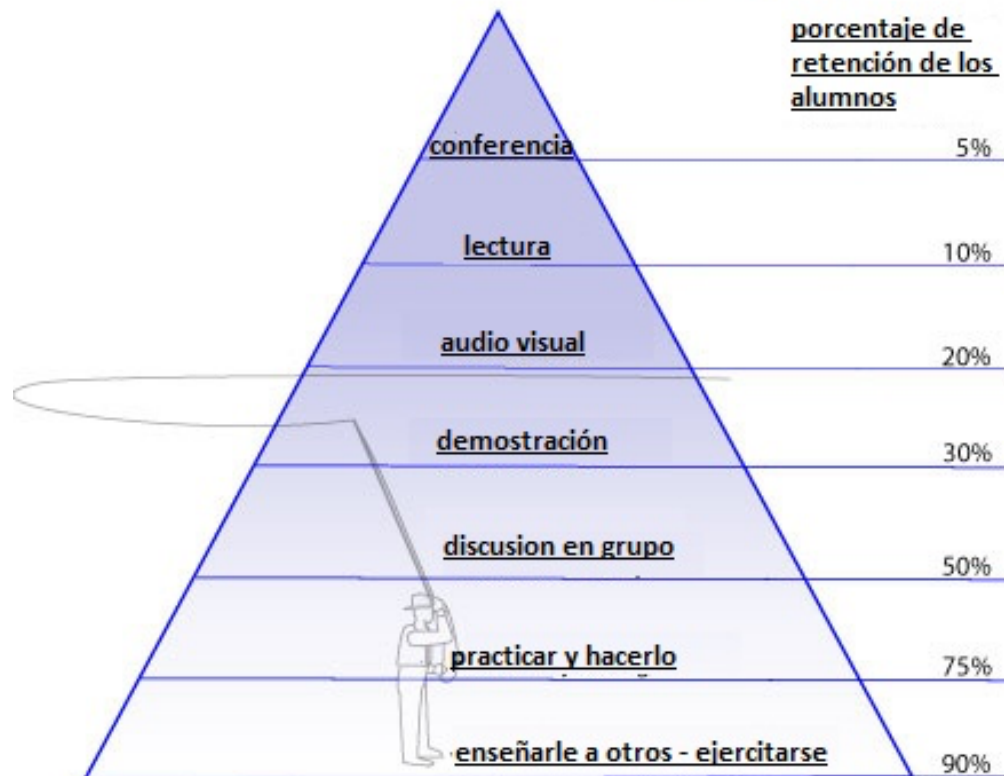 porcentaje de
retención de los
alumnos
conferencia
5%
lectura
10%
audio visual
20%
demostración
30%
discusion en grupo
50%
practicar y hacerlo
75%
enseñarle a otros - ejercitarse
90%